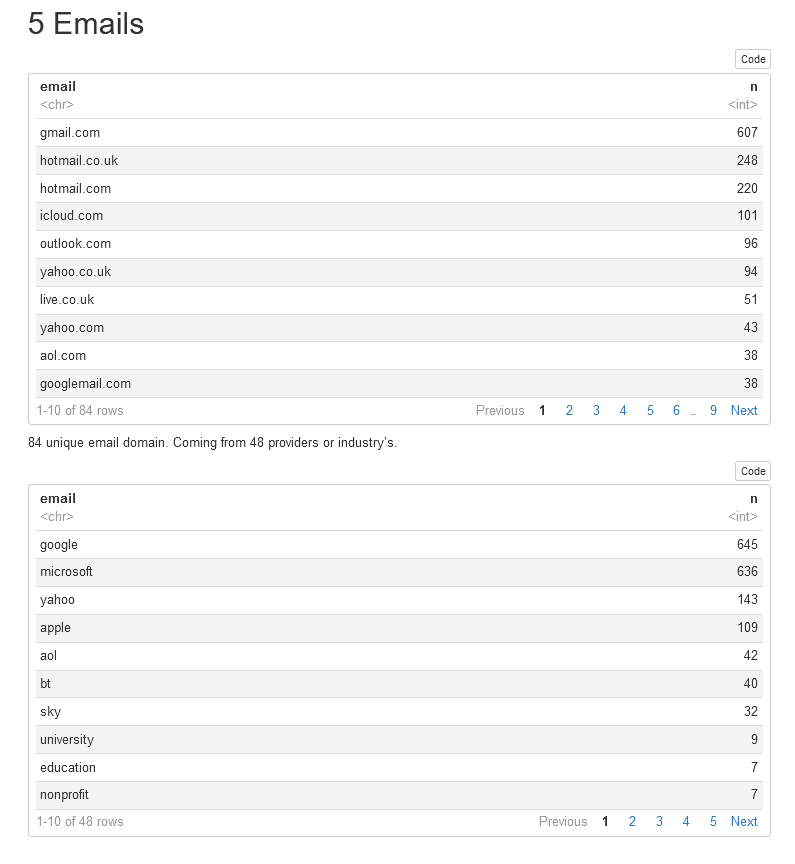 5 Emails
Code
email n
<chr> <int>
gmail.com 607
hotmail.co.uk 248
hotmail.com 220
icloud.com 101
outlook.com 96
yahoo.co.uk 94
live.co.uk 51
yahoo.com 43
aol.com 38
googlemail.com 38
1-10 of 84 rows Previous 1 2 3 4 5 6 ... 9 Next
84 unique email domain. Coming from 48 providers or industry's.
Code
email n
<chr> <int>
google 645
microsoft 636
yahoo 143
apple 109
aol 42
bt 40
sky 32
university 9
education 7
nonprofit 7
1-10 of 48 rows Previous 1 2 3 4 5 Next